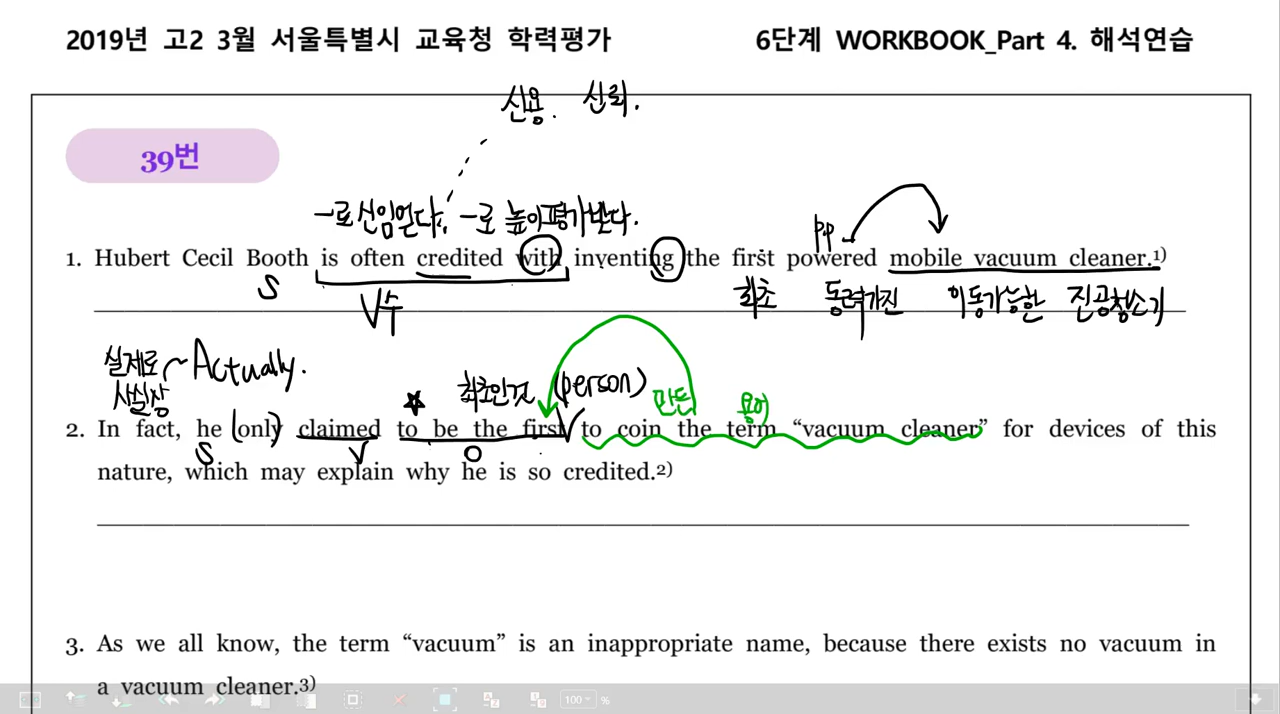 2019년 고2 3월 서울특별시 교육청 학력평가 6단계 WORKBOOK_Part 4. 해석연습
신용. 신뢰.
39번
-로 신임얻다, -로 높이평가받다.
pp
1. Hubert Cecil Booth is often credited with inventing the first powered mobile vacuum cleaner.1)
S V수 최초 동력가진 이동가능한 진공청소기
실제로 ~ Actually.
사실상
최초인것 (person) 만든 용어
2. In fact, he (only) claimed to be the first to coin the term “vacuum cleaner” for devices of this
S V O
nature, which may explain why he is so credited.2)
3. As we all know, the term “vacuum” is an inappropriate name, because there exists no vacuum in
a vacuum cleaner.3)
100 %